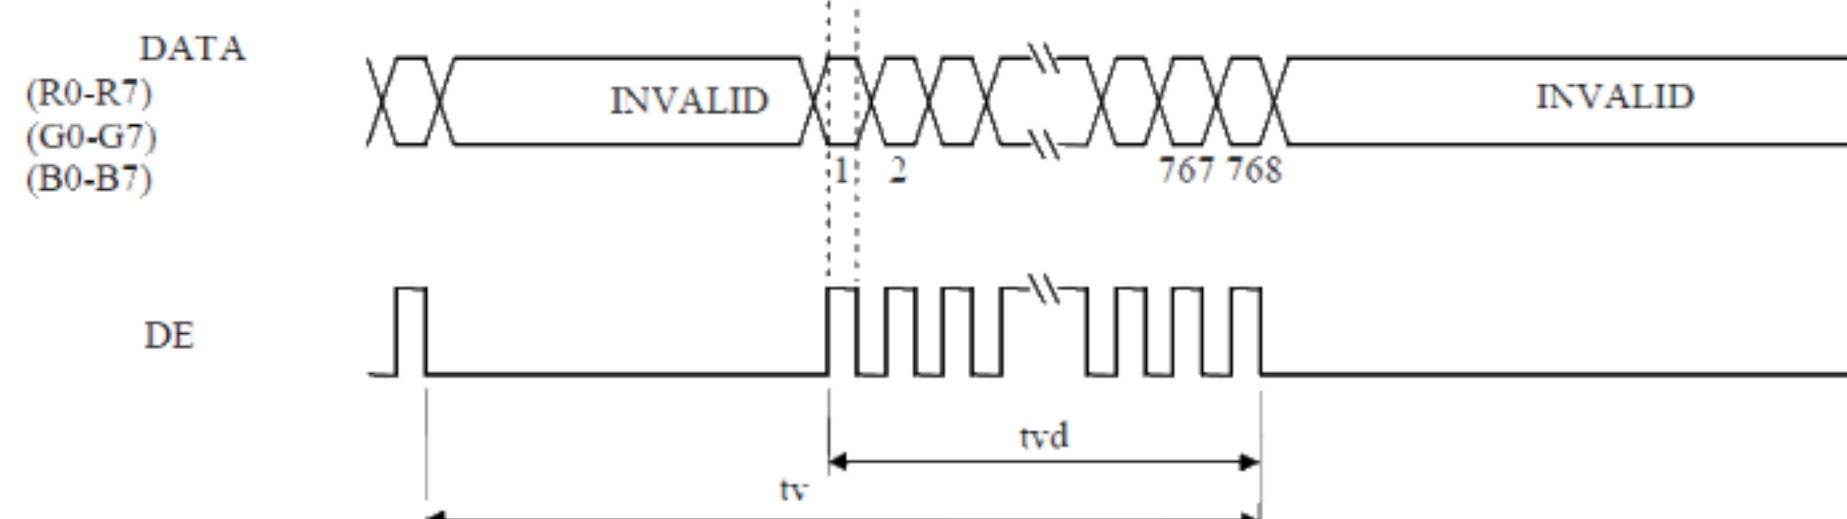 DATA
(R0-R7)
(G0-G7)
(B0-B7)
INVALID
INVALID
1 2 767 768
DE
tvd
tv